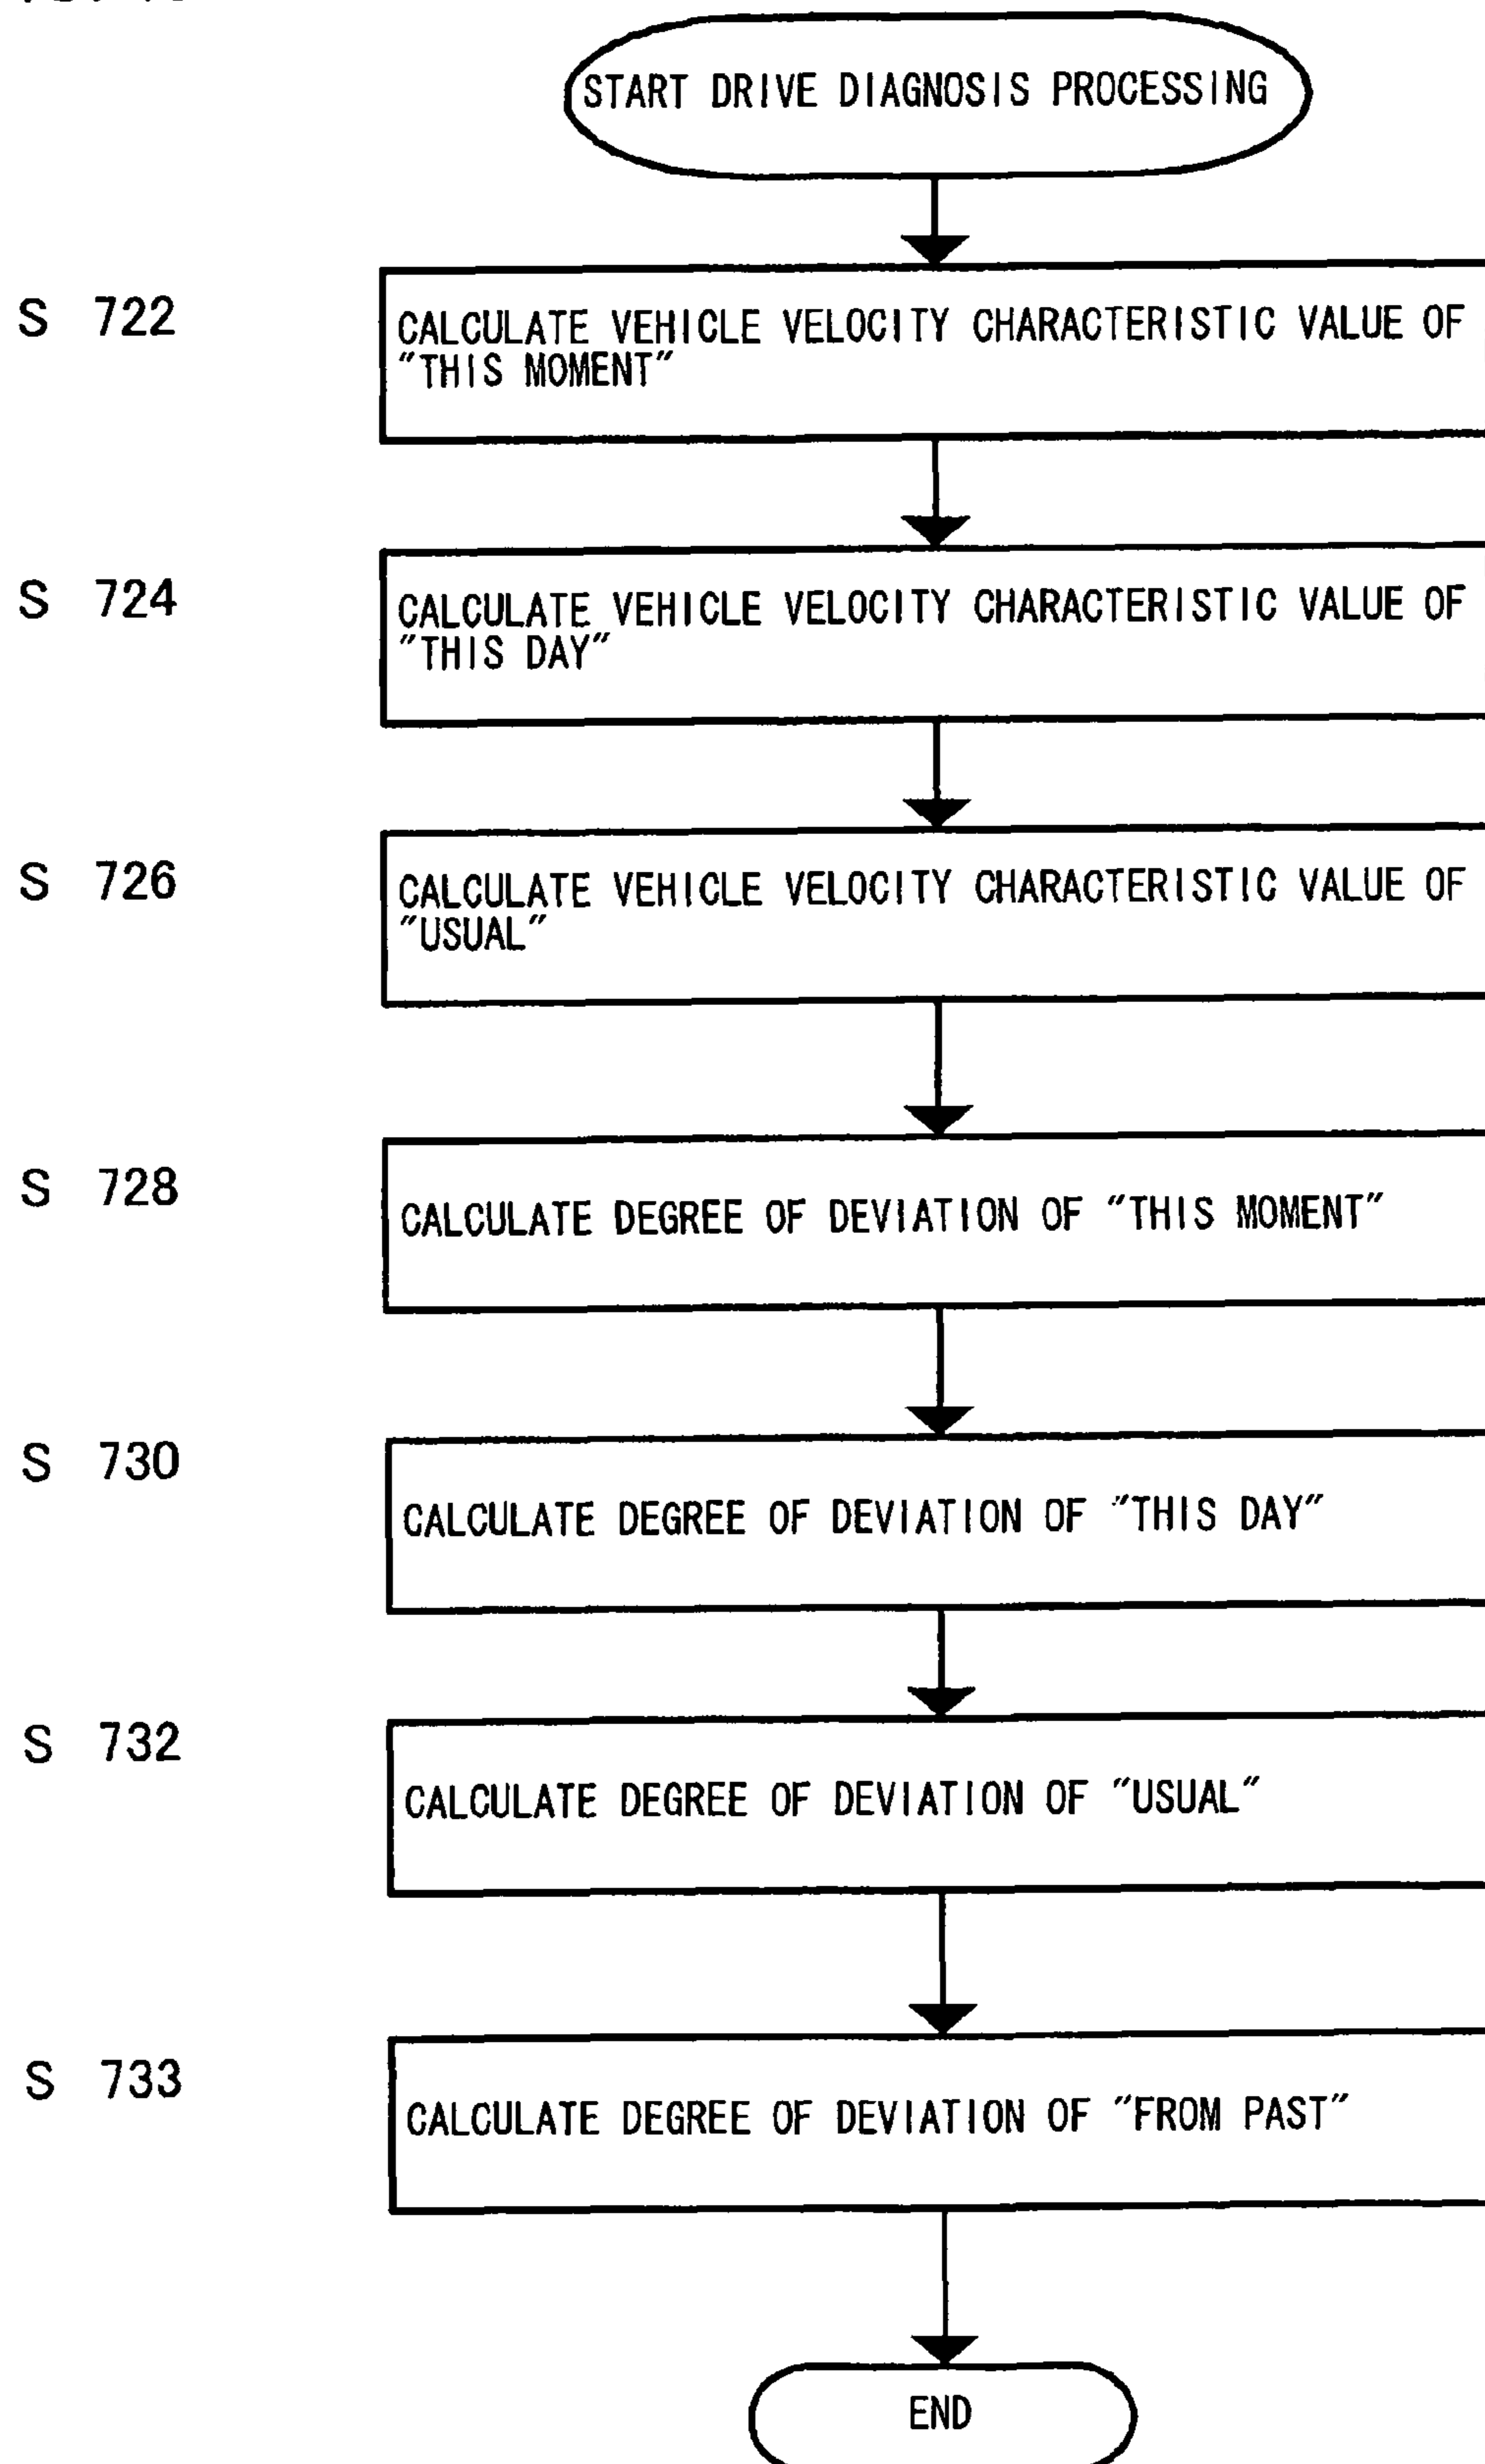 START DRIVE DIAGNOSIS PROCESSING
S 722
CALCULATE VEHICLE VELOCITY CHARACTERISTIC VALUE OF
"THIS MOMENT"
S 724
CALCULATE VEHICLE VELOCITY CHARACTERISTIC VALUE OF
"THIS DAY"
S 726
CALCULATE VEHICLE VELOCITY CHARACTERISTIC VALUE OF
"USUAL"
S 728
CALCULATE DEGREE OF DEVIATION OF "THIS MOMENT"
S 730
CALCULATE DEGREE OF DEVIATION OF "THIS DAY"
S 732
CALCULATE DEGREE OF DEVIATION OF "USUAL"
S 733
CALCULATE DEGREE OF DEVIATION OF "FROM PAST"
END